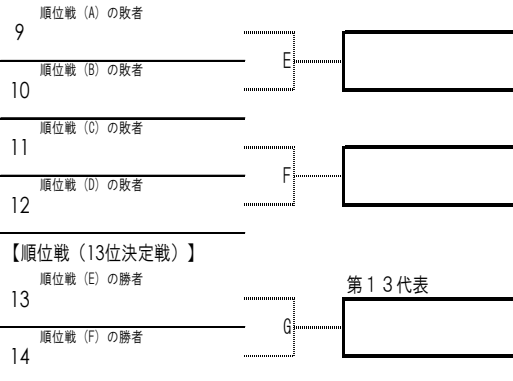 順位戦（A）の敗者
9
E
順位戦（B）の敗者
10
順位戦（C）の敗者
11
F
順位戦（D）の敗者
12
【順位戦（13位決定戦）】
順位戦（E）の勝者
第１３代表
13
G
順位戦（F）の勝者
14